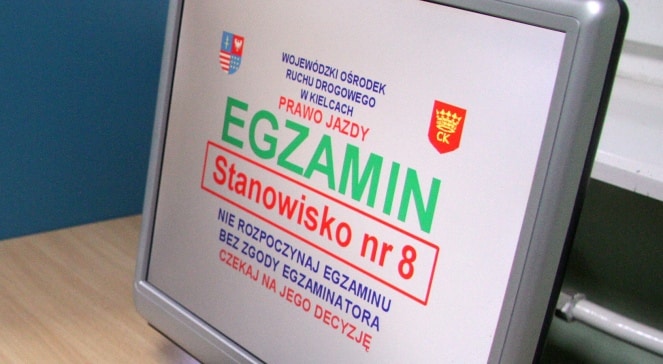 WOJEWÓDZKI OŚRODEK
RUCHU DROGOWEGO
W KIELCACH
PRAWO JAZDY
EGZAMIN
CK
Stanowisko nr 8
NIE ROZPOCZYNAJ EGZAMINU
BEZ ZGODY EGZAMINATORA
CZEKAJ NA JEGO DECYZJĘ